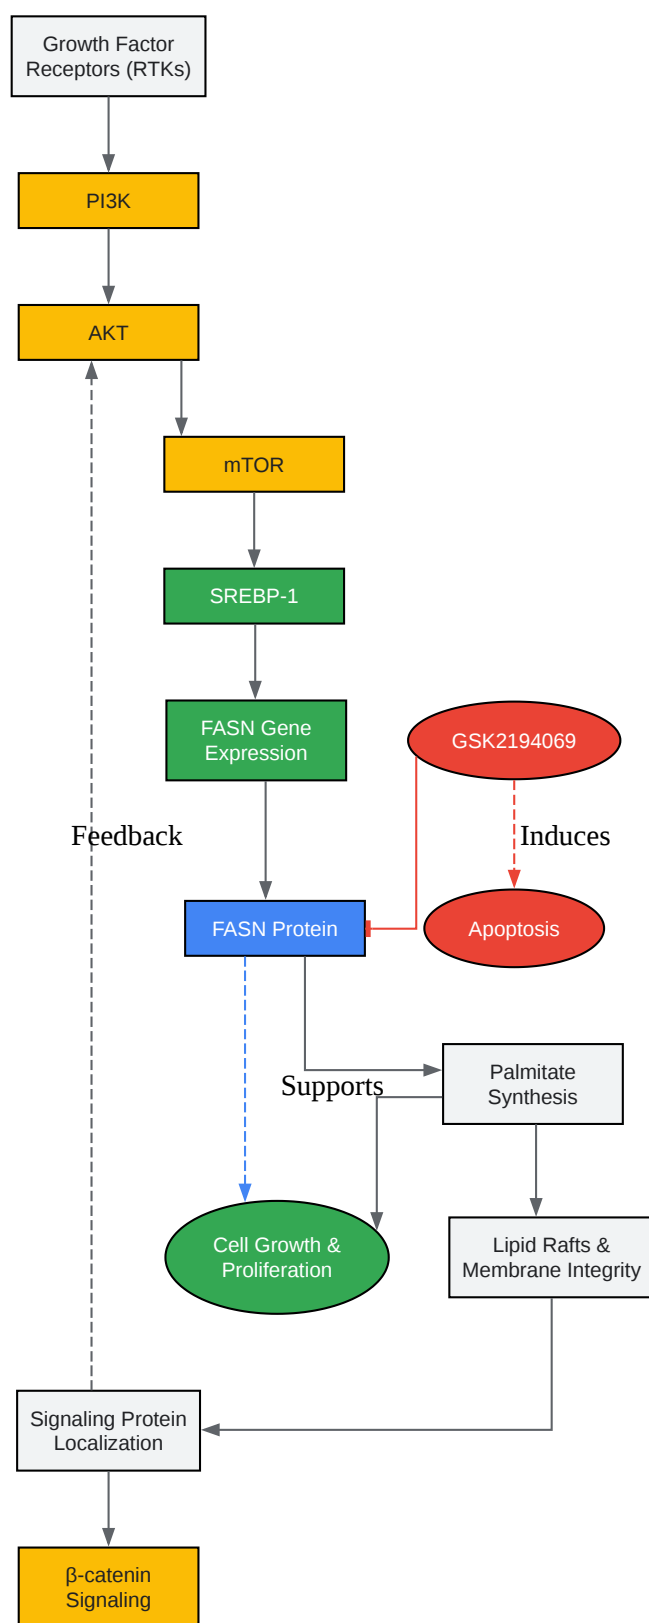 Growth Factor
Receptors (RTKs)
PI3K
AKT
mTOR
SREBP-1
FASN Gene
Expression
GSK2194069
Feedback
Induces
FASN Protein
Apoptosis
Palmitate
Synthesis
Supports
Cell Growth &
Proliferation
Lipid Rafts &
Membrane Integrity
Signaling Protein
Localization
β-catenin
Signaling